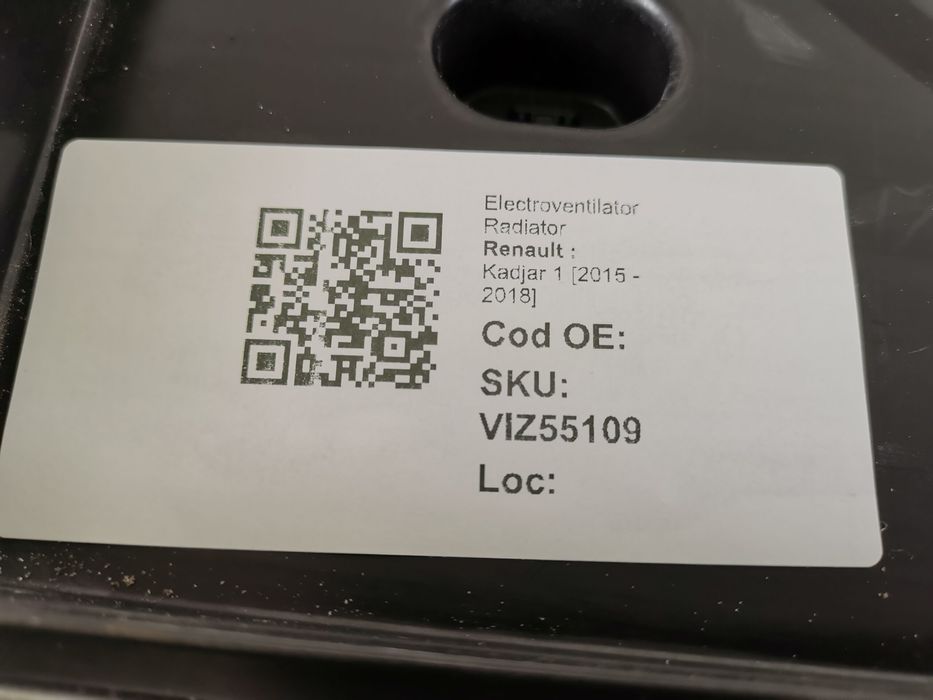 Electroventilator
Radiator
Renault :
Kadjar 1 [2015 -
2018]
Cod OE:
SKU:
VIZ55109
Loc: